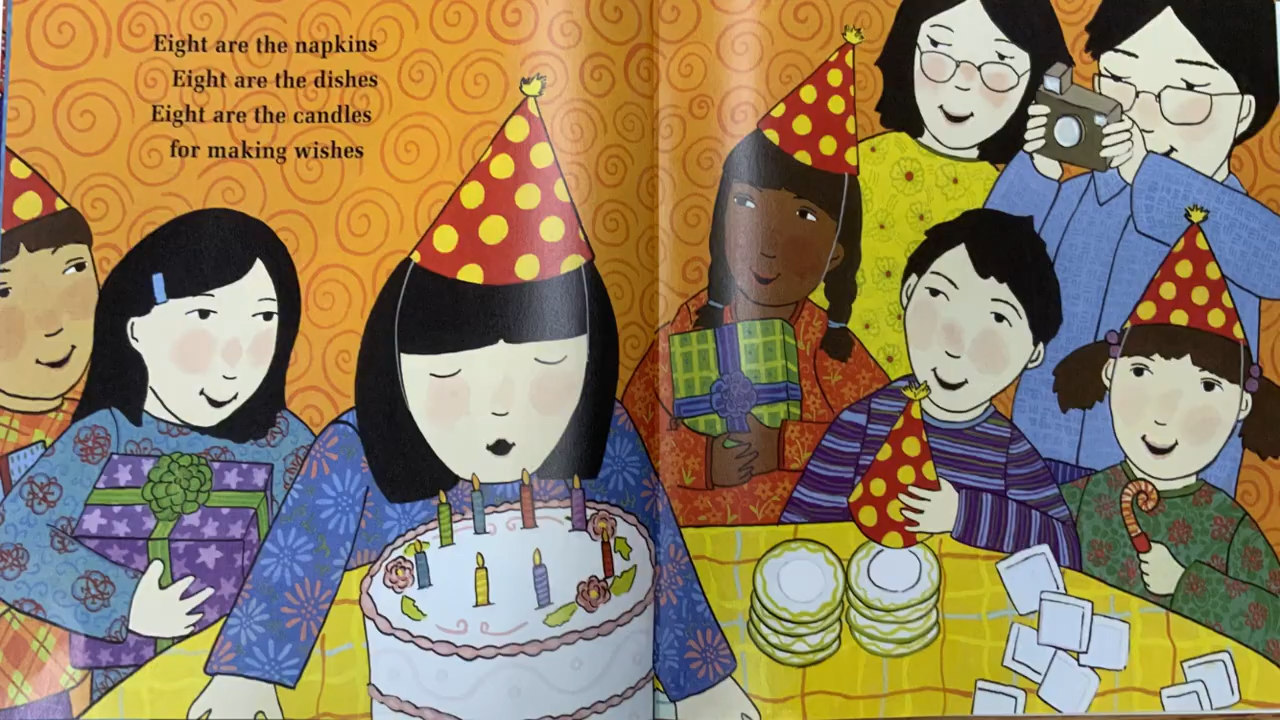 Eight are the napkins
Eight are the dishes
Eight are the candles
for making wishes